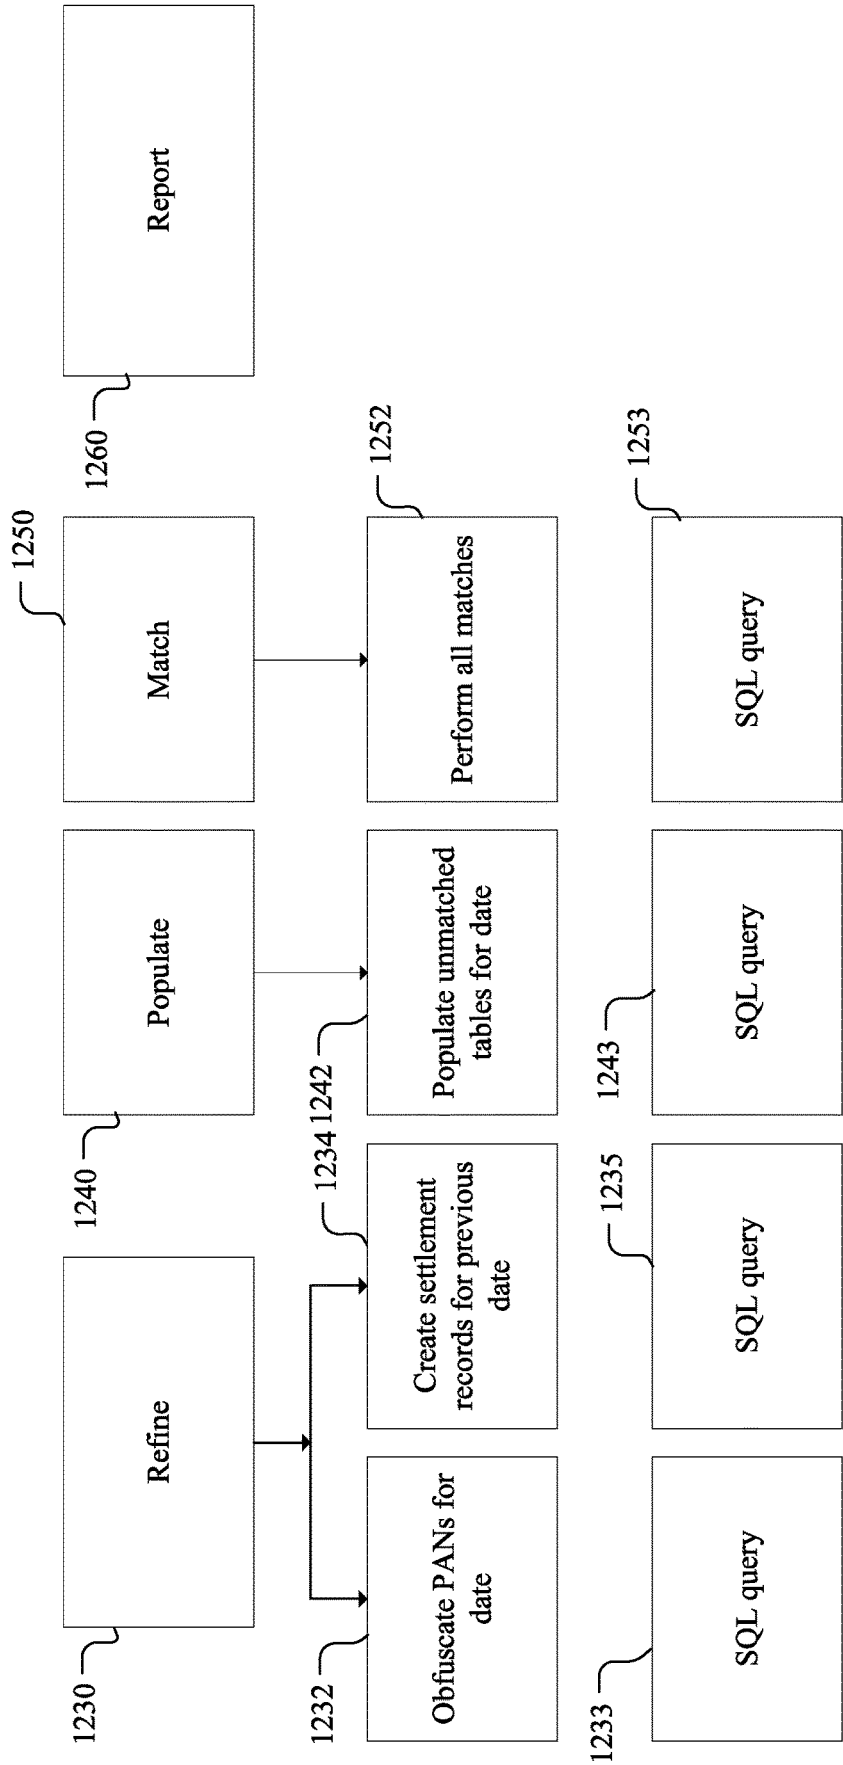 1230
Refine
1240
Populate
1250
Match
1260
Report
1232
Obfuscate PANs for
date
1234
Create settlement
records for previous
date
1242
Populate unmatched
tables for date
1252
Perform all matches
1233
SQL query
1235
SQL query
1243
SQL query
1253
SQL query